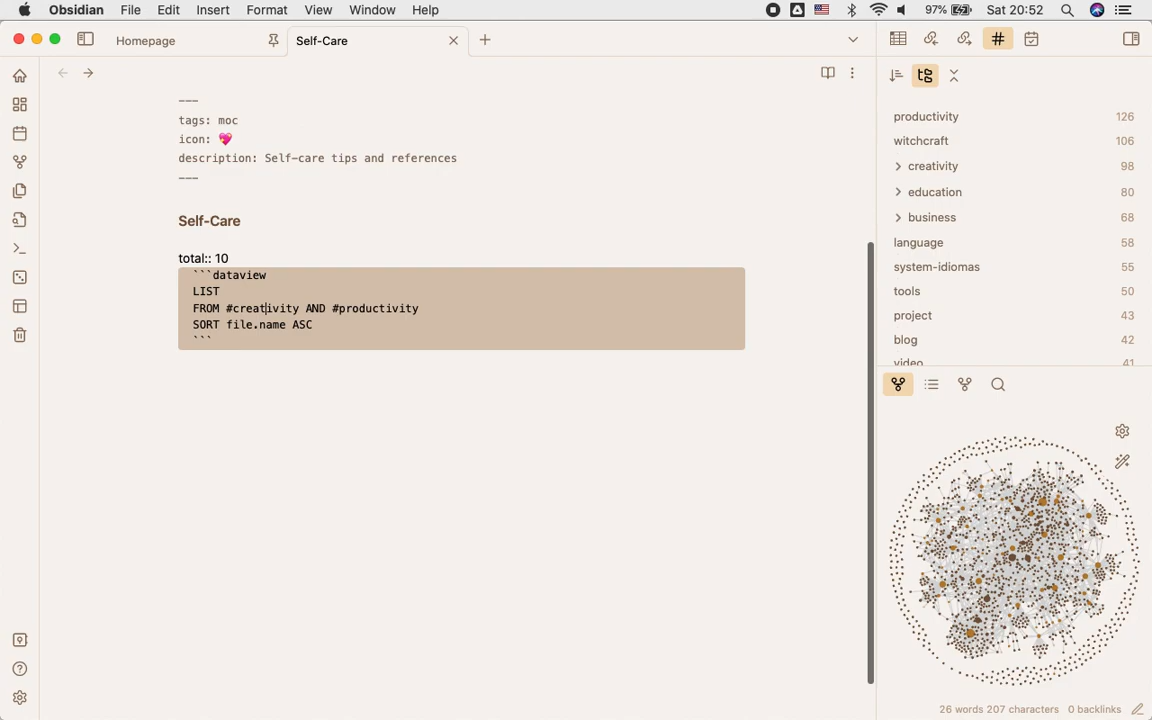 Obsidian File Edit Insert Format View Window Help 97% Sat 20:52
Homepage Self-Care
---
tags: moc
icon: 💖
description: Self-care tips and references
---
Self-Care
total:: 10
```dataview
LIST
FROM #creativity AND #productivity
SORT file.name ASC
```
productivity 126
witchcraft 106
creativity 98
education 80
business 68
language 58
system-idiomas 55
tools 50
project 43
blog 42
video 41
26 words 207 characters 0 backlinks